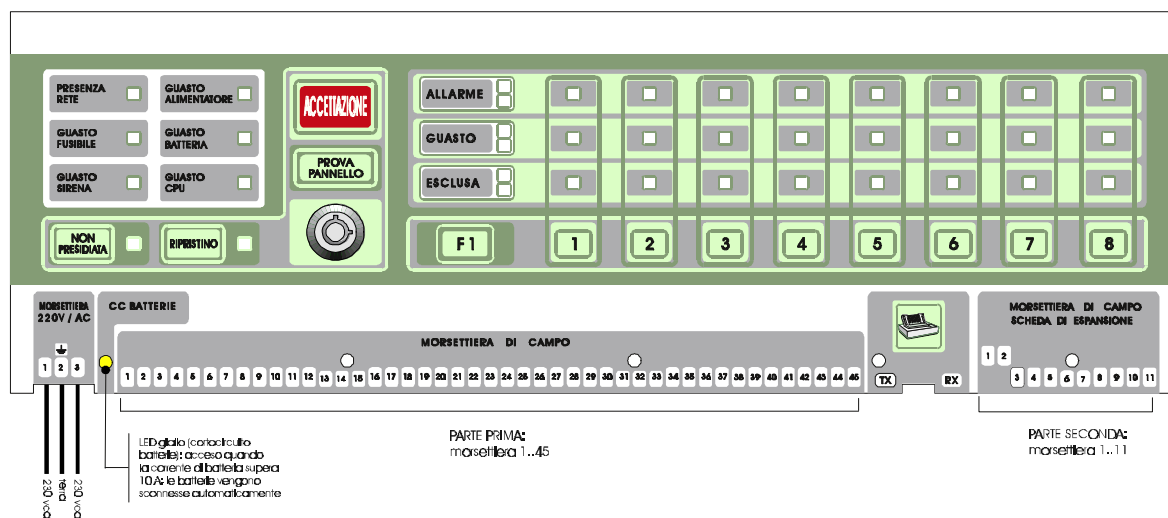 PRESENZA
RETE
GUASTO
ALIMENTATORE
GUASTO
FUSIBILE
GUASTO
BATTERIA
GUASTO
SIRENA
GUASTO
CPU
NON
PRESIDIATA
RIPRISTINO
ACCETTAZIONE
PROVA
PANNELLO
ALLARME
GUASTO
ESCLUSA
F1 1 2 3 4 5 6 7 8
MORSETTIERA
220V / AC
1 2 3
CC BATTERIE
MORSETTIERA DI CAMPO
1 2 3 4 5 6 7 8 9 10 11 12 13 14 15 16 17 18 19 20 21 22 23 24 25 26 27 28 29 30 31 32 33 34 35 36 37 38 39 40 41 42 43 44 45
TX RX
MORSETTIERA DI CAMPO
SCHEDA DI ESPANSIONE
1 2
3 4 5 6 7 8 9 10 11
230 vca
terra
230 vca
LED giallo (cortocircuito
batterie): acceso quando
la corrente di batteria supera
10A: le batterie vengono
sconnesse automaticamente
PARTE PRIMA:
morsettiera 1..45
PARTE SECONDA:
morsettiera 1..11